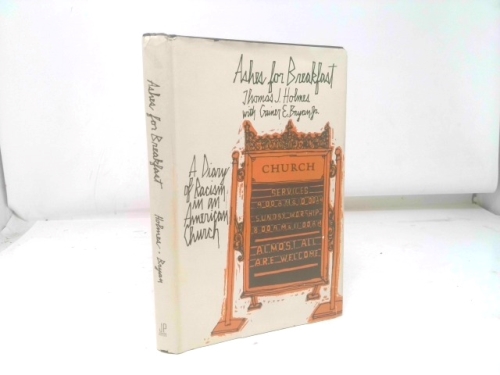 Ashes for Breakfast
Thomas J. Holmes
with Gainer E. Bryan, Jr.
A Diary
of Racism
in an
American
Church
CHURCH
SERVICES
SUNDAY WORSHIP
ALMOST ALL
ARE WELCOME
Ashes for Breakfast
Holmes - Bryan